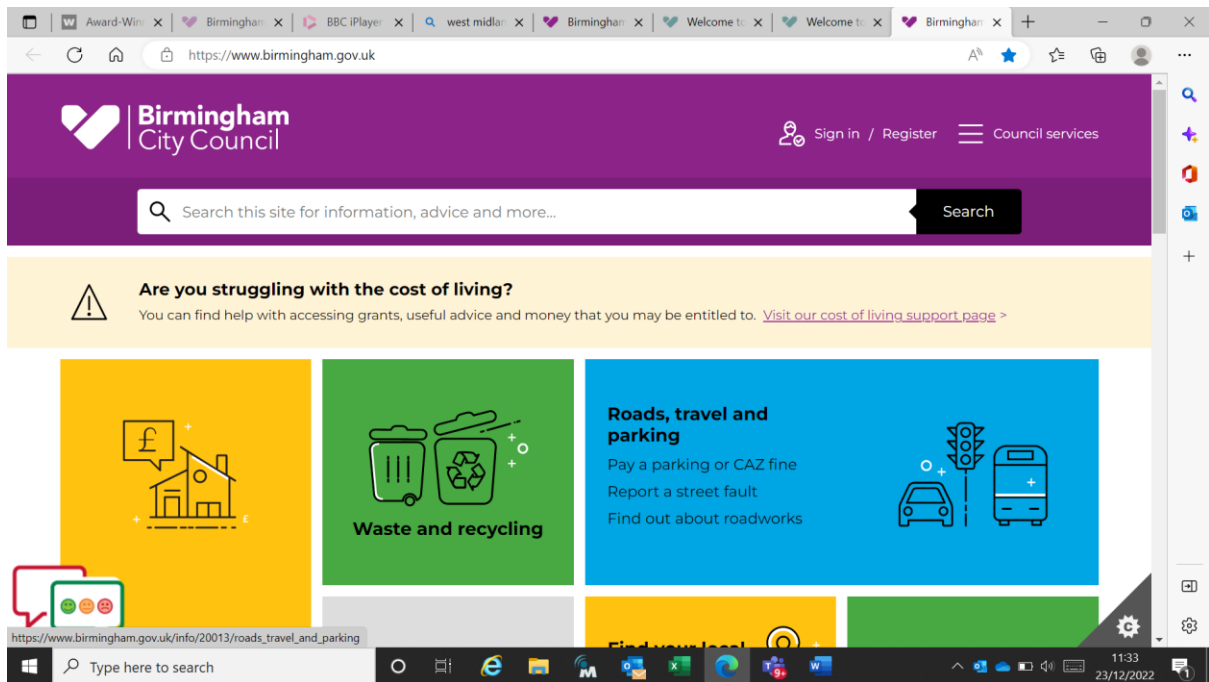 Award-Win
Birmingham
BBC iPlayer
west midlan
Birmingham
Welcome to
Welcome to
Birmingham
https://www.birmingham.gov.uk
Birmingham
City Council
Sign in / Register
Council services
Search this site for information, advice and more...
Search
Are you struggling with the cost of living?
You can find help with accessing grants, useful advice and money that you may be entitled to. Visit our cost of living support page >
£
Waste and recycling
Roads, travel and
parking
Pay a parking or CAZ fine
Report a street fault
Find out about roadworks
£
Find your local
https://www.birmingham.gov.uk/info/20013/roads_travel_and_parking
Type here to search
9+
11:33
23/12/2022
1